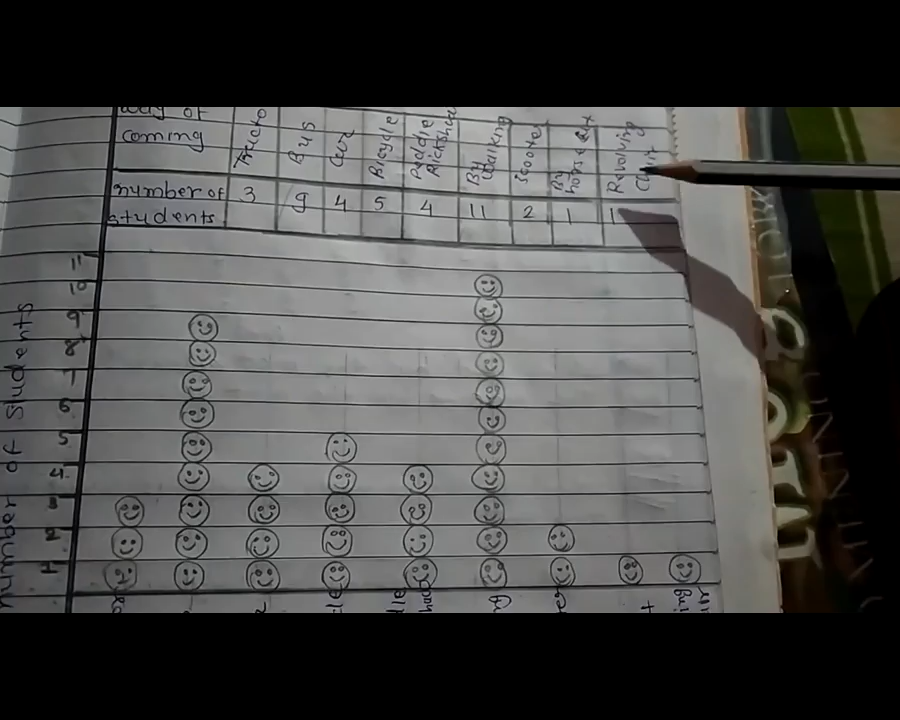 way of
coming
Tracto
Bus
Car
Bicycle
Paddle
Rickshaw
By
Walking
Scooter
By
horse cart
Revolving
Chair
number of
students
3 9 4 5 4 11 2 1 1
number of students
11
10
9
8
7
6
5
4
3
2
1